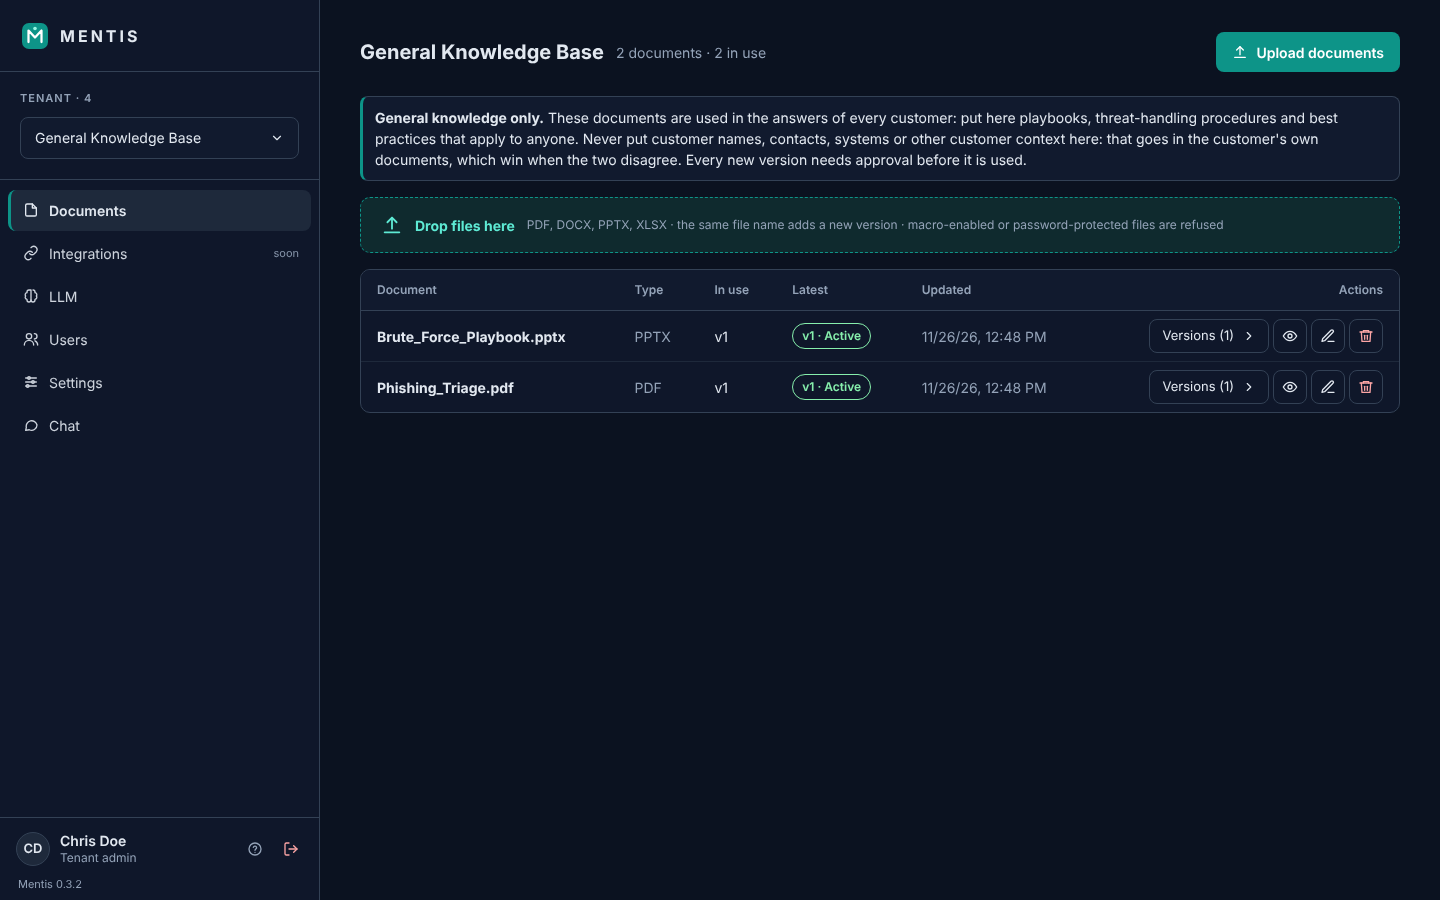 MENTIS
TENANT · 4
General Knowledge Base
Documents
Integrations soon
LLM
Users
Settings
Chat
CD
Chris Doe
Tenant admin
Mentis 0.3.2
General Knowledge Base 2 documents · 2 in use
Upload documents
General knowledge only. These documents are used in the answers of every customer: put here playbooks, threat-handling procedures and best
practices that apply to anyone. Never put customer names, contacts, systems or other customer context here: that goes in the customer's own
documents, which win when the two disagree. Every new version needs approval before it is used.
Drop files here PDF, DOCX, PPTX, XLSX · the same file name adds a new version · macro-enabled or password-protected files are refused
Document Type In use Latest Updated Actions
Brute_Force_Playbook.pptx PPTX v1 v1 · Active 11/26/26, 12:48 PM Versions (1)
Phishing_Triage.pdf PDF v1 v1 · Active 11/26/26, 12:48 PM Versions (1)